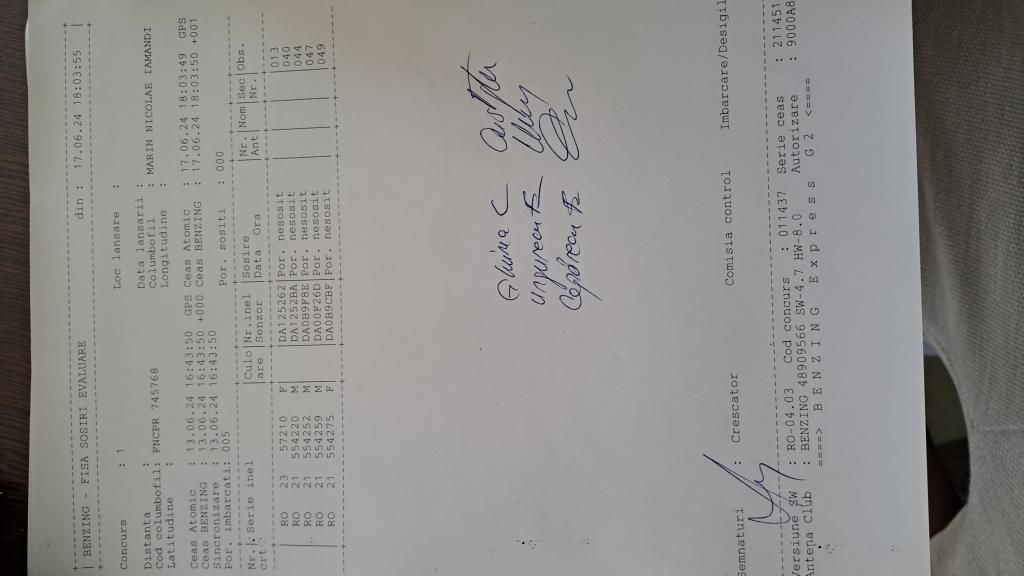 BENZING - FISA SOSIRI EVALUARE din : 17.06.24 18:03:55
Concurs : 1 Loc lansare :
Distanta : Data lansarii :
Cod columbofil: FNCPR 745768 Columbofil : MARIN NICOLAE IAMANDI
Latitudine : Longitudine :
Ceas Atomic : 13.06.24 16:43:50 GPS Ceas Atomic : 17.06.24 18:03:49 GPS
Ceas BENZING : 13.06.24 16:43:50 +000 Ceas BENZING : 17.06.24 18:03:50 +001
Sincronizare : 13.06.24 16:43:50
Por. imbarcati: 005 Por. sositi : 000
Nr. Serie inel Culo Nr.inel Sosire Nr. Nom Sec Obs.
crt are Senzor Data Ora Ant Nr.
RO 23 57210 F DA125262 Por. nesosit 013
RO 21 554220 M DA1252BA Por. nesosit 040
RO 21 554252 M DA0B9F8E Por. nesosit 044
RO 21 554259 M DA00F26D Por. nesosit 047
RO 21 554275 F DA0B9CBF Por. nesosit 049
Semnaturi : Crescator Comisia control Imbarcare/Desigil
Versiune SW : RO-04.03 Cod concurs : 011437 Serie ceas : 211451
Antena Club : BENZING 48909566 SW-4.7 HW-8.0 Autorizare : 9000A8
====> B E N Z I N G E x p r e s s G 2 <====